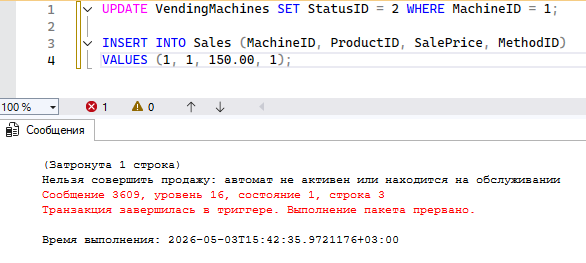 1 UPDATE VendingMachines SET StatusID = 2 WHERE MachineID = 1;
2
3 INSERT INTO Sales (MachineID, ProductID, SalePrice, MethodID)
4 VALUES (1, 1, 150.00, 1);
100 % 1 0
Сообщения
(Затронута 1 строка)
Нельзя совершить продажу: автомат не активен или находится на обслуживании
Сообщение 3609, уровень 16, состояние 1, строка 3
Транзакция завершилась в триггере. Выполнение пакета прервано.
Время выполнения: 2026-05-03T15:42:35.9721176+03:00